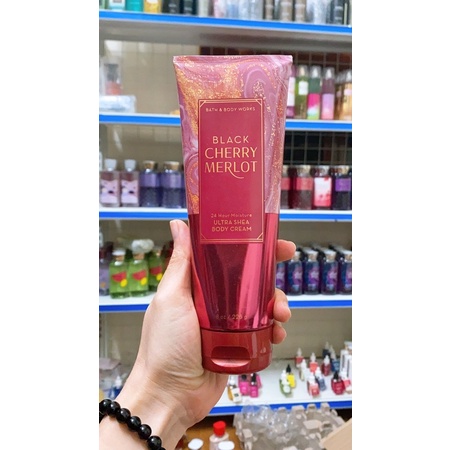 BATH & BODY WORKS
BLACK
CHERRY
MERLOT
24 Hour Moisture
ULTRA SHEA
BODY CREAM